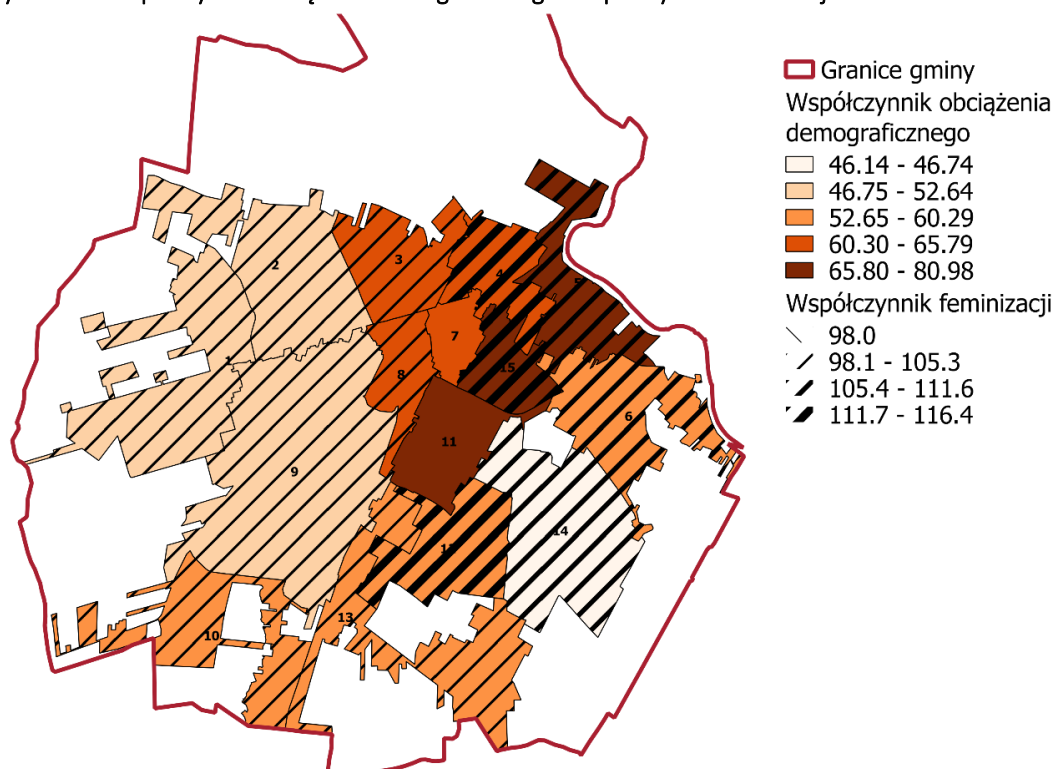 Granice gminy
Współczynnik obciążenia
demograficznego
46.14 - 46.74
46.75 - 52.64
52.65 - 60.29
60.30 - 65.79
65.80 - 80.98
Współczynnik feminizacji
98.0
98.1 - 105.3
105.4 - 111.6
111.7 - 116.4
2
3
4
7
1
8
15
6
11
9
14
13
10